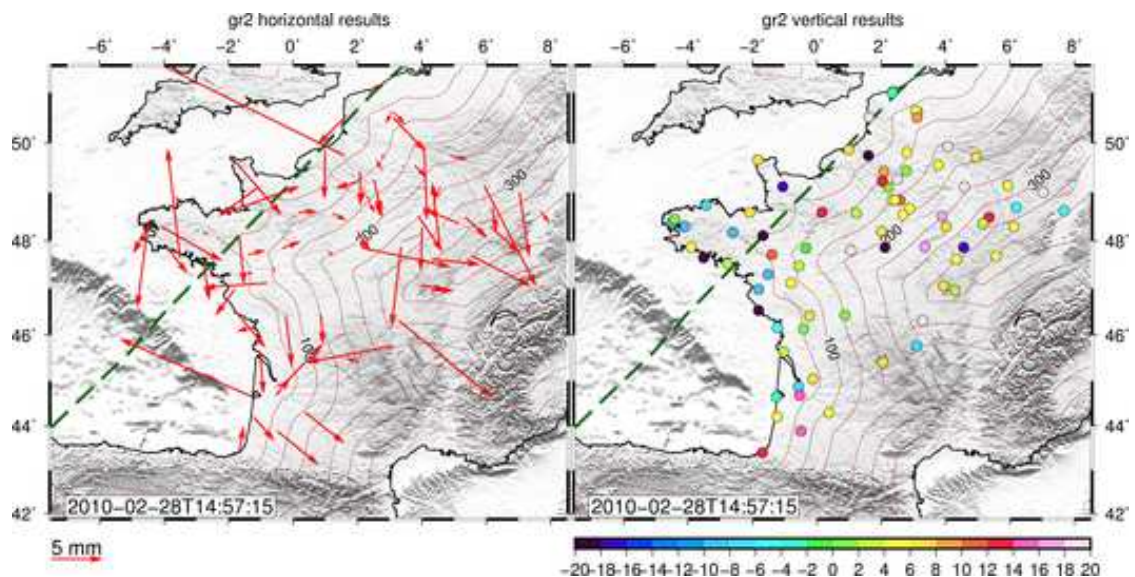 gr2 horizontal results
gr2 vertical results
−6˚ −4˚ −2˚ 0˚ 2˚ 4˚ 6˚ 8˚
−6˚ −4˚ −2˚ 0˚ 2˚ 4˚ 6˚ 8˚
50˚ 50˚
300 300
48˚ 48˚
200
46˚ 46˚
100 100
44˚ 44˚
42˚ 42˚
2010−02−28T14:57:15
2010−02−28T14:57:15
5 mm
−20−18−16−14−12−10 −8 −6 −4 −2 0 2 4 6 8 10 12 14 16 18 20